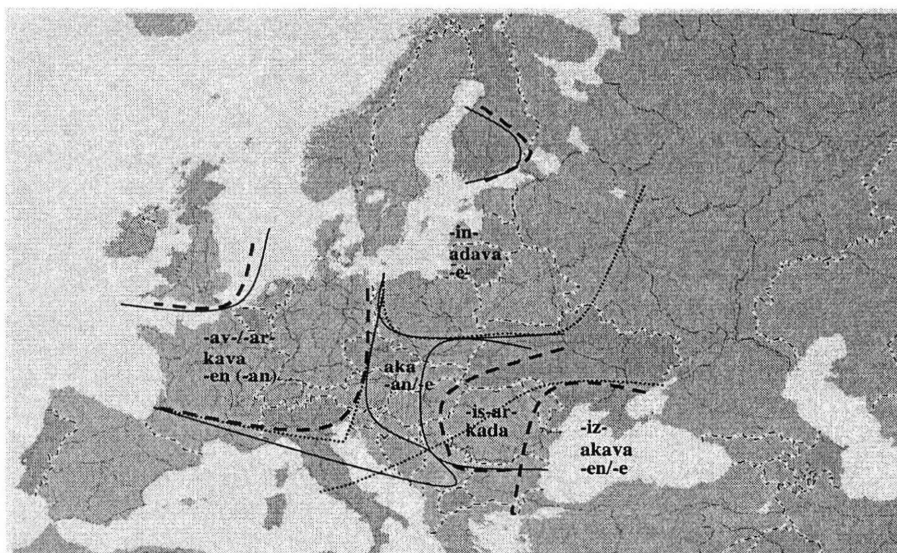 -in-
adava
-e-
-av-/-ar-
kava
-en (-an)
aka
-an/-e
-is-ar-
kada
-iz-
akava
-en/-e